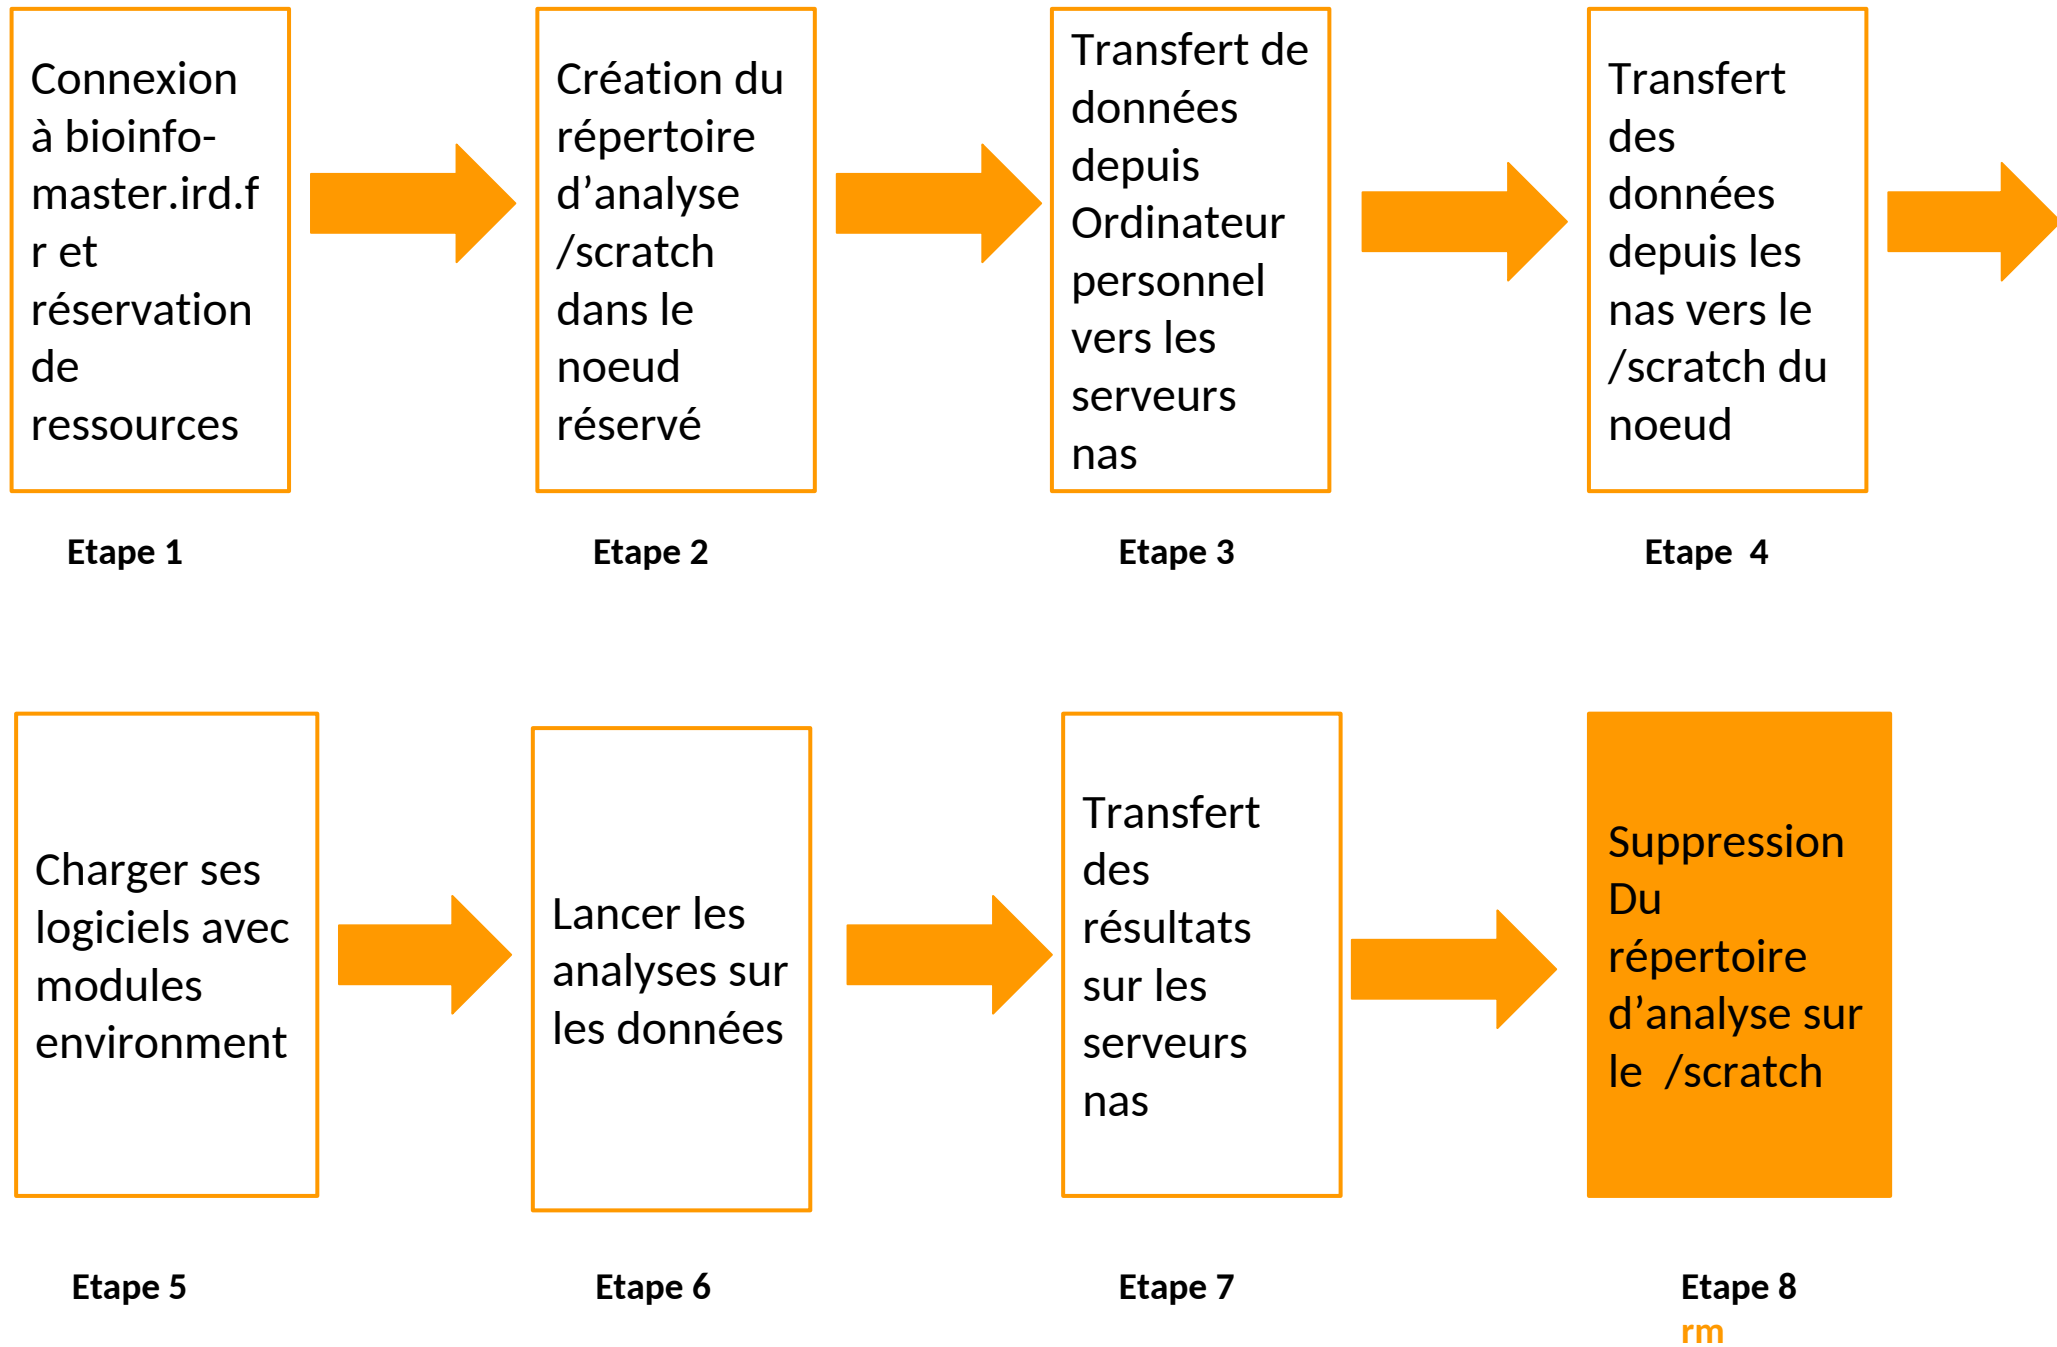 Connexion
à bioinfo-
master.ird.f
r et
réservation
de
ressources
Création du
répertoire
d’analyse
/scratch
dans le
noeud
réservé
Transfert de
données
depuis
Ordinateur
personnel
vers les
serveurs
nas
Transfert
des
données
depuis les
nas vers le
/scratch du
noeud
Etape 1
Etape 2
Etape 3
Etape  4
Charger ses
logiciels avec
modules
environment
Lancer les
analyses sur
les données
Transfert
des
résultats
sur les
serveurs
nas
Suppression
Du
répertoire
d’analyse sur
le  /scratch
Etape 5
Etape 6
Etape 7
Etape 8
rm